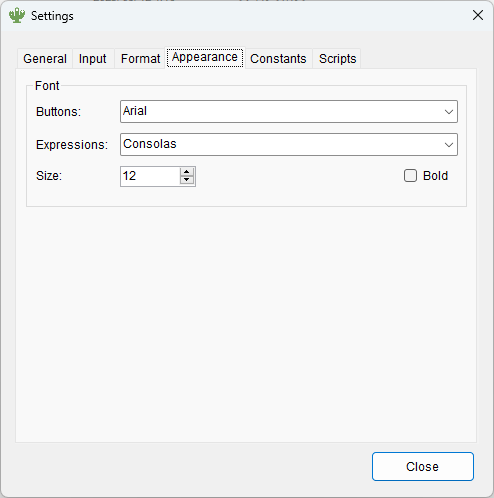 Settings
General Input Format Appearance Constants Scripts
Font
Buttons: Arial
Expressions: Consolas
Size: 12 Bold
Close